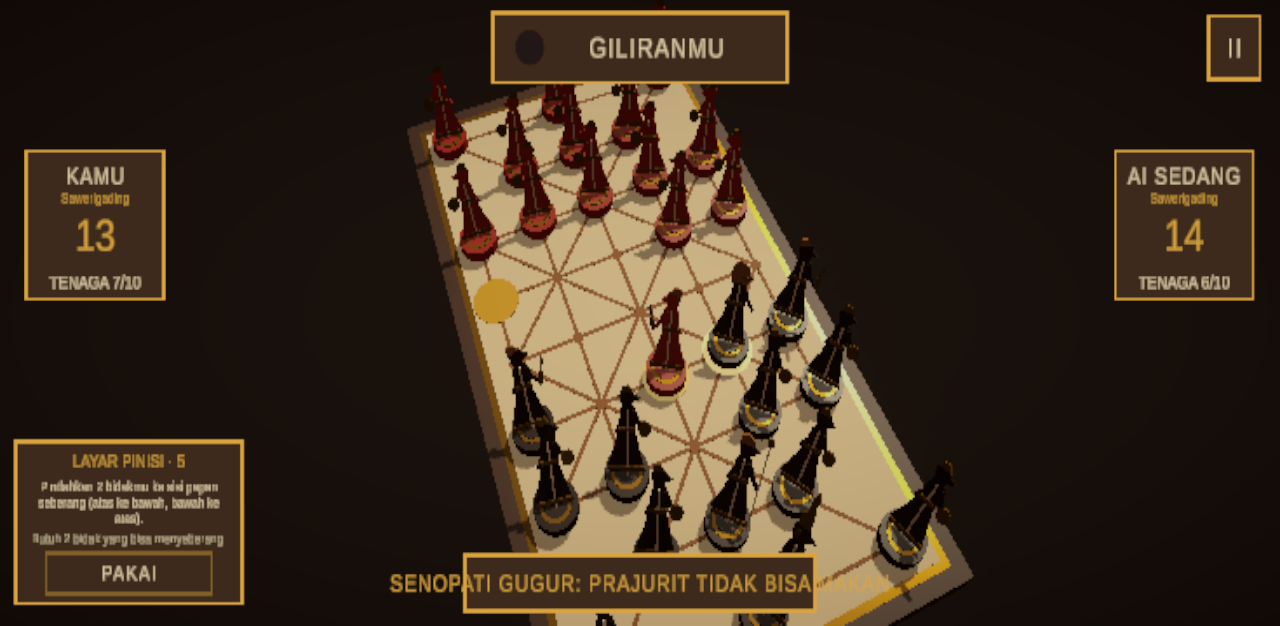 GILIRANMU
KAMU
Sawerigading
13
TENAGA 7/10
AI SEDANG
Sawerigading
14
TENAGA 6/10
LAYAR PINISI · 5
Pindahkan 2 bidakmu ke sisi papan
seberang (atas ke bawah, bawah ke
atas).
Butuh 2 bidak yang bisa menyeberang
PAKAI
SENOPATI GUGUR: PRAJURIT TIDAK BISA MAKAN